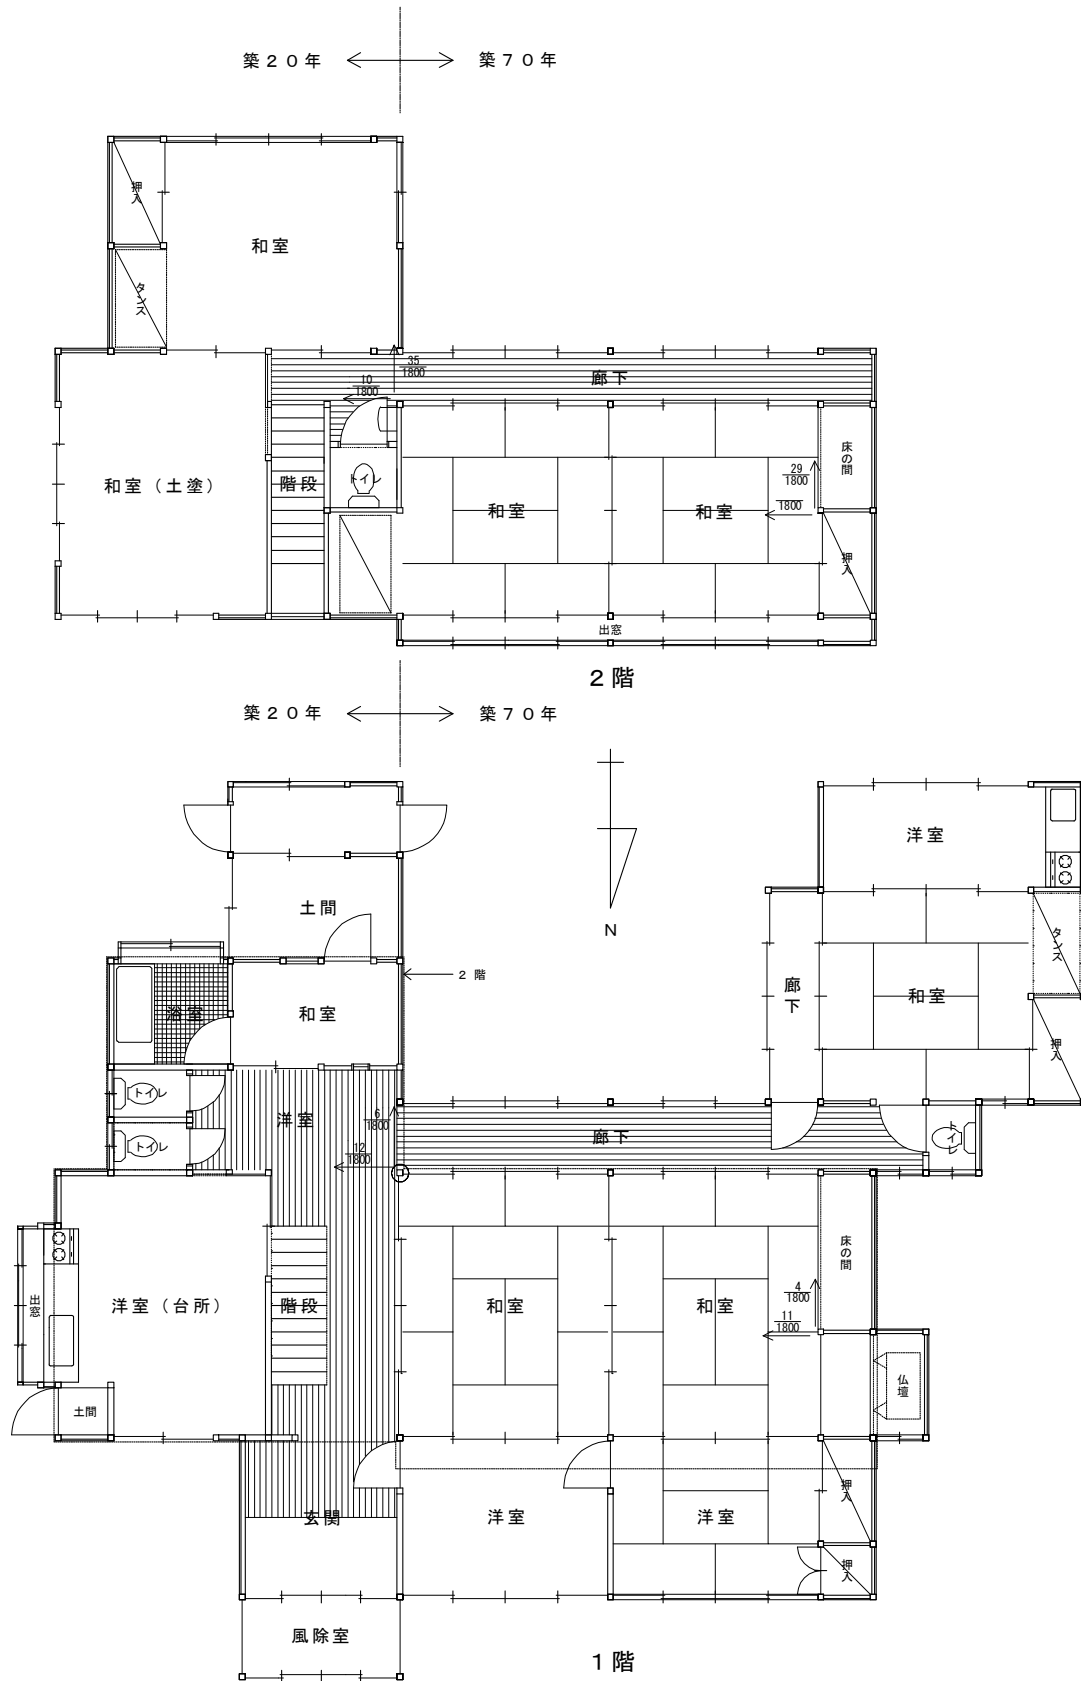 築２０年 築７０年
押入
和室
タンス
35
1800
10
1800
廊下
和室（土塗）
階段
トイレ
和室
和室
29
1800
1800
床の間
押入
出窓
２階
築２０年 築７０年
洋室
土間
N
2 階
タンス
浴室
和室
廊下
和室
押入
トイレ
洋室
6
1800
廊下
トイレ
トイレ
12
1800
床の間
出窓
洋室（台所）
階段
和室
和室
4
1800
11
1800
仏壇
土間
押入
玄関
洋室
洋室
押入
風除室
１階